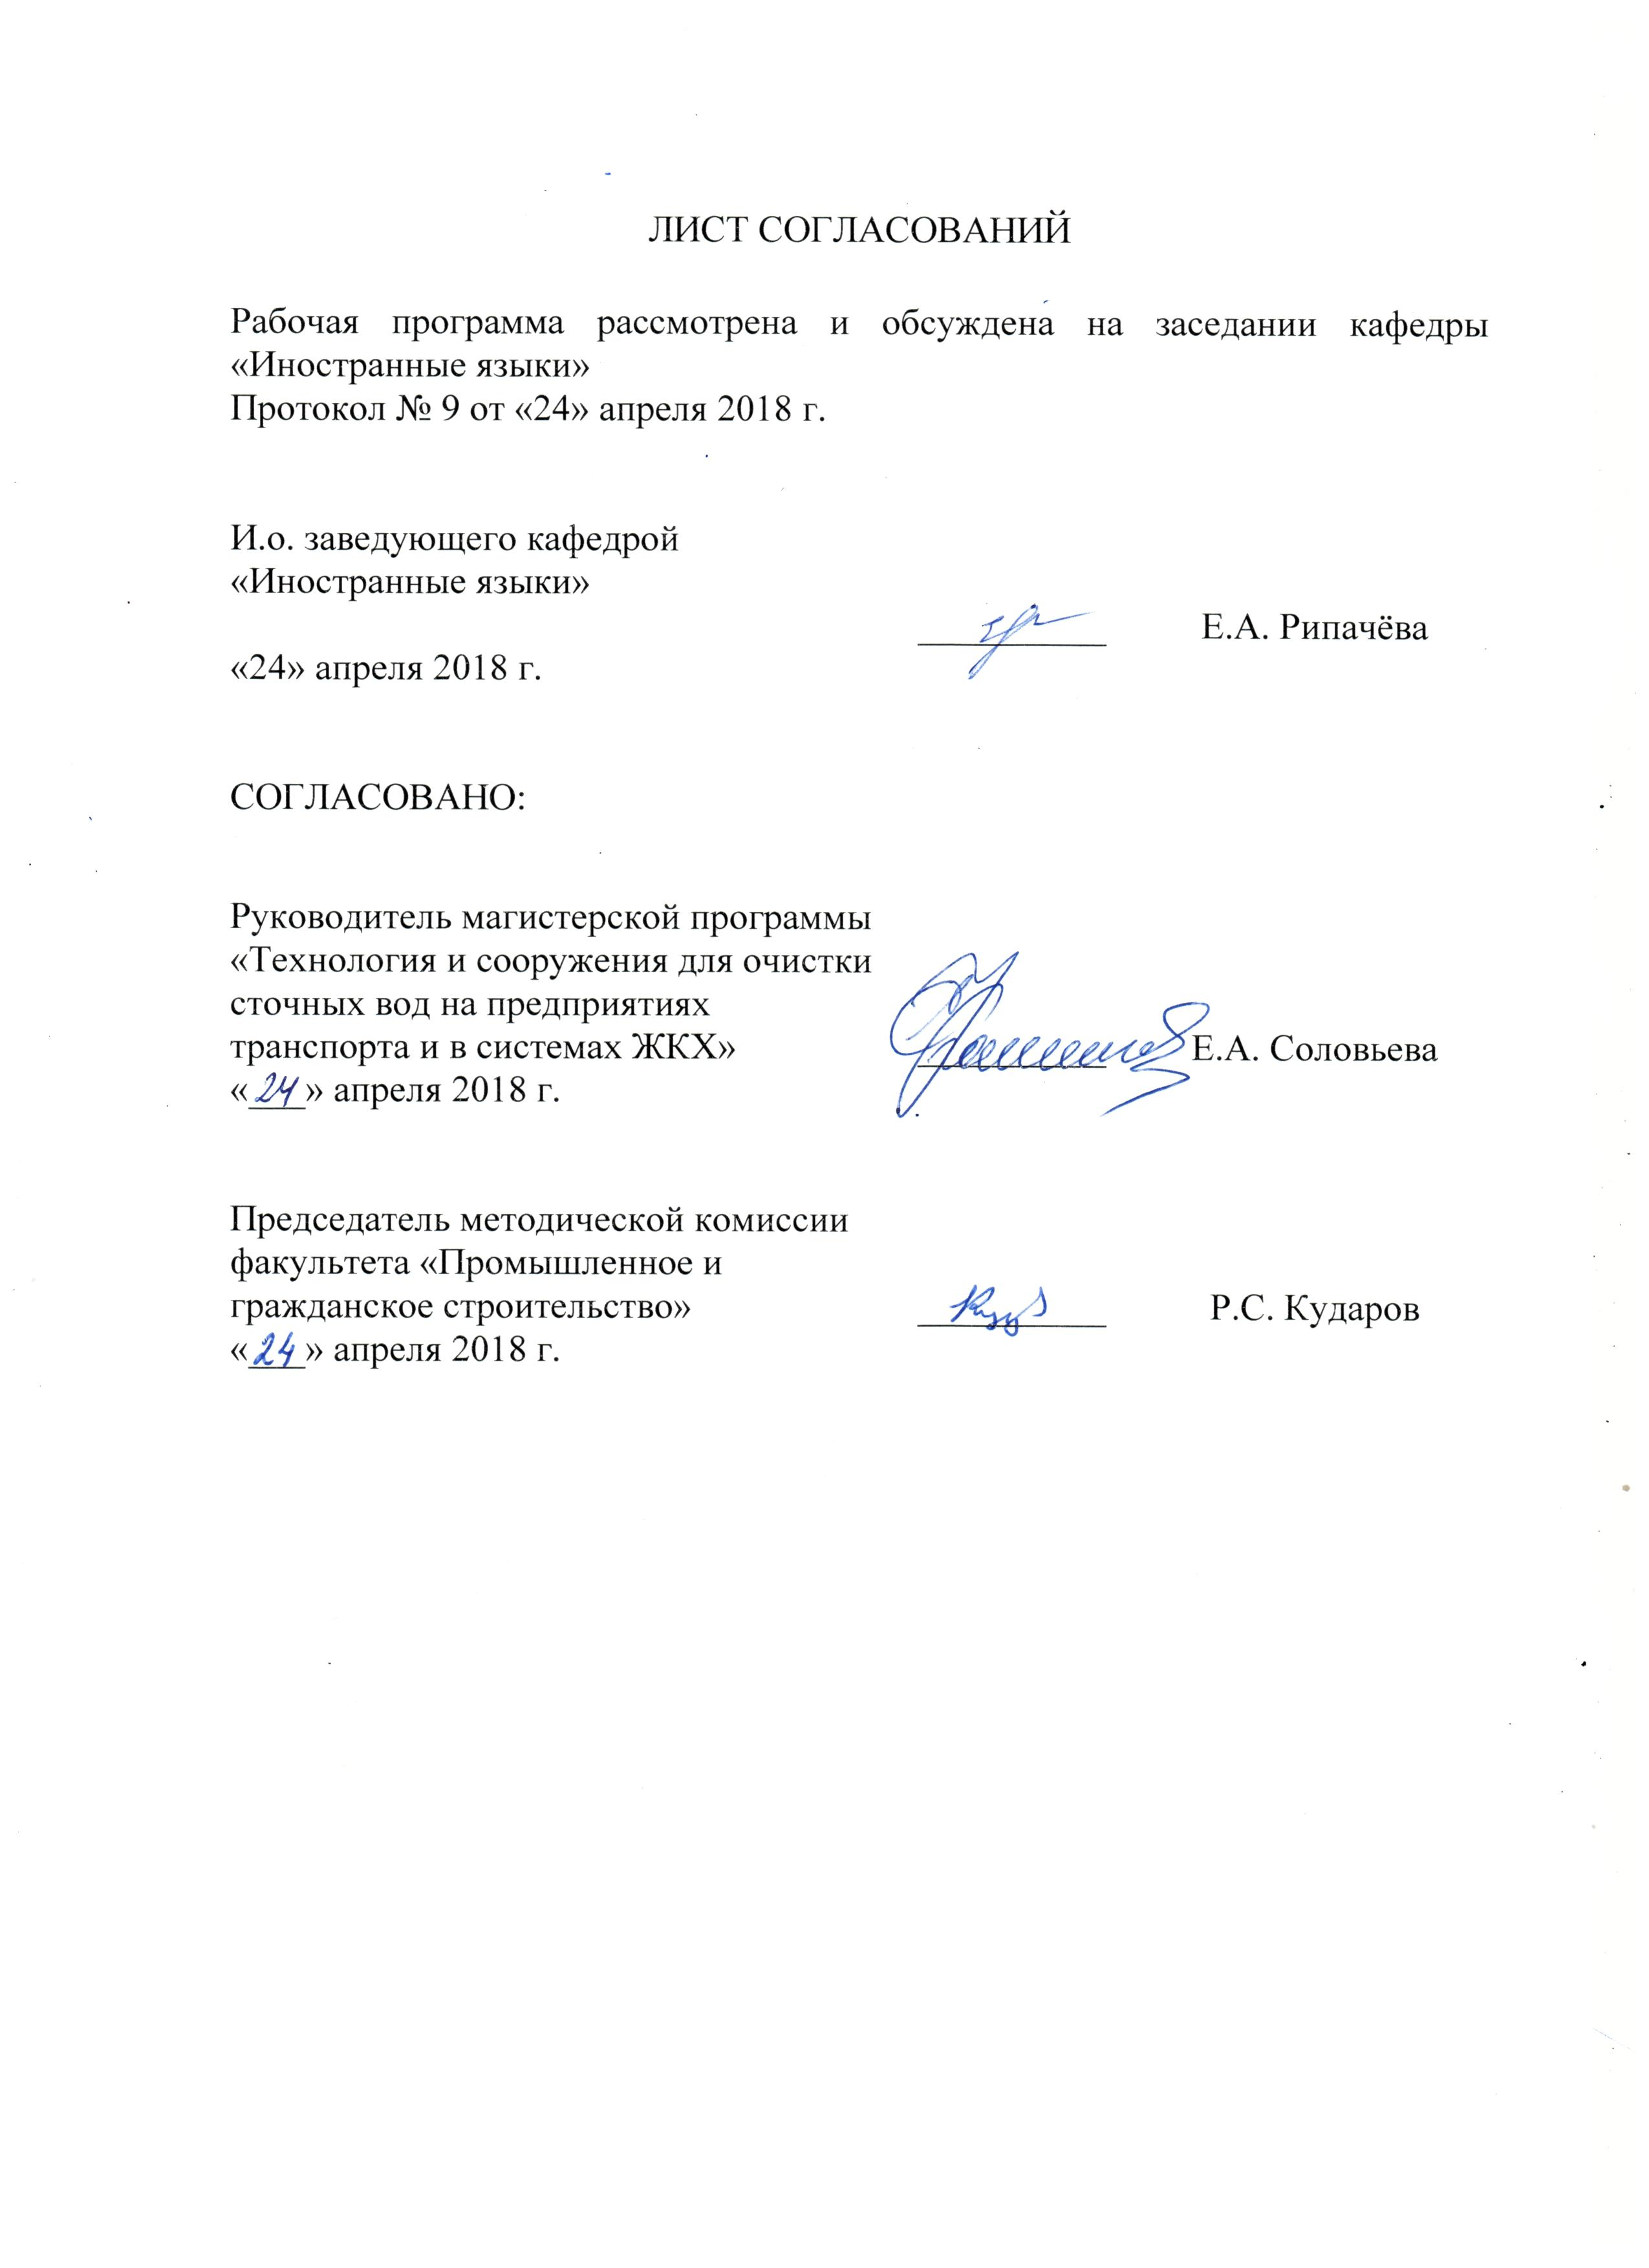 ЛИСТ СОГЛАСОВАНИЙ
Рабочая программа рассмотрена и обсуждена на заседании кафедры
«Иностранные языки»
Протокол № 9 от «24» апреля 2018 г.
И.о. заведующего кафедрой
«Иностранные языки»
Е.А. Рипачёва
«24» апреля 2018 г.
СОГЛАСОВАНО:
Руководитель магистерской программы
«Технология и сооружения для очистки
сточных вод на предприятиях
транспорта и в системах ЖКХ» Е.А. Соловьева
«24» апреля 2018 г.
Председатель методической комиссии
факультета «Промышленное и
гражданское строительство» Р.С. Кударов
«24» апреля 2018 г.